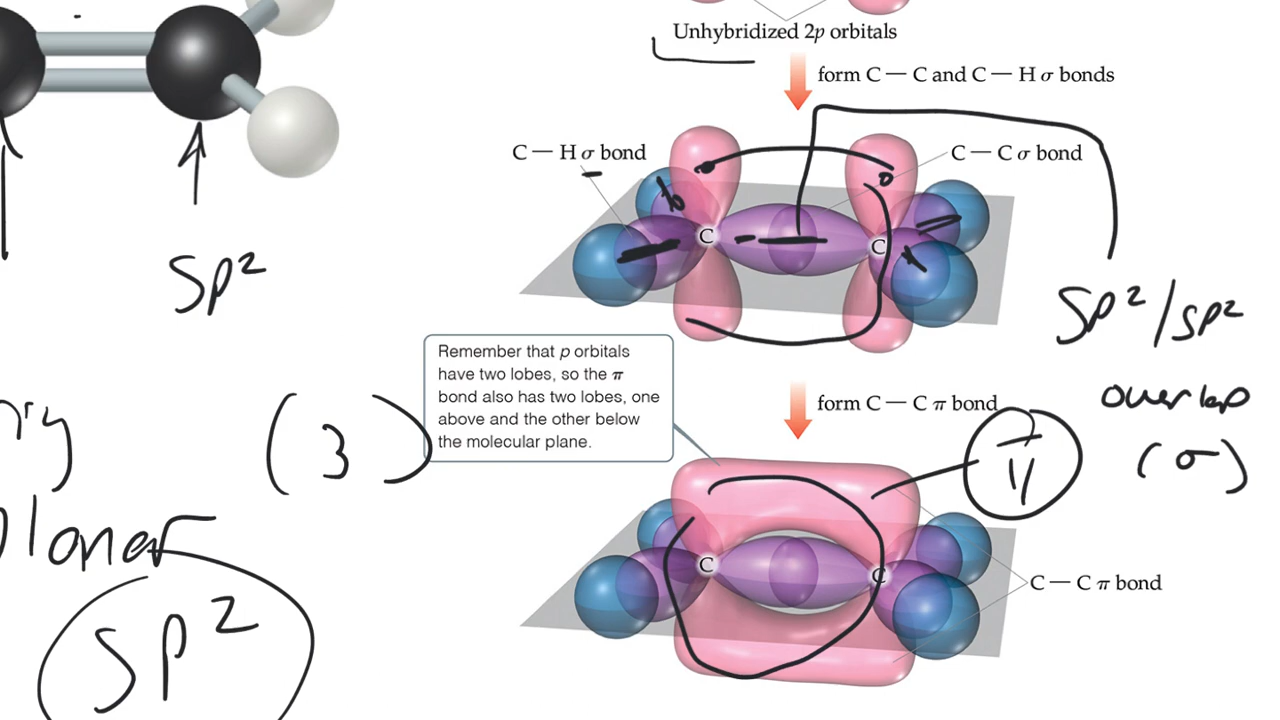 Unhybridized 2p orbitals
form C — C and C — H σ bonds
C — H σ bond
C — C σ bond
C
C
sp²
sp²/sp²
overlap
(σ)
Remember that p orbitals
have two lobes, so the π
bond also has two lobes, one
above and the other below
the molecular plane.
form C — C π bond
π
(3)
sp²
C
C
C — C π bond